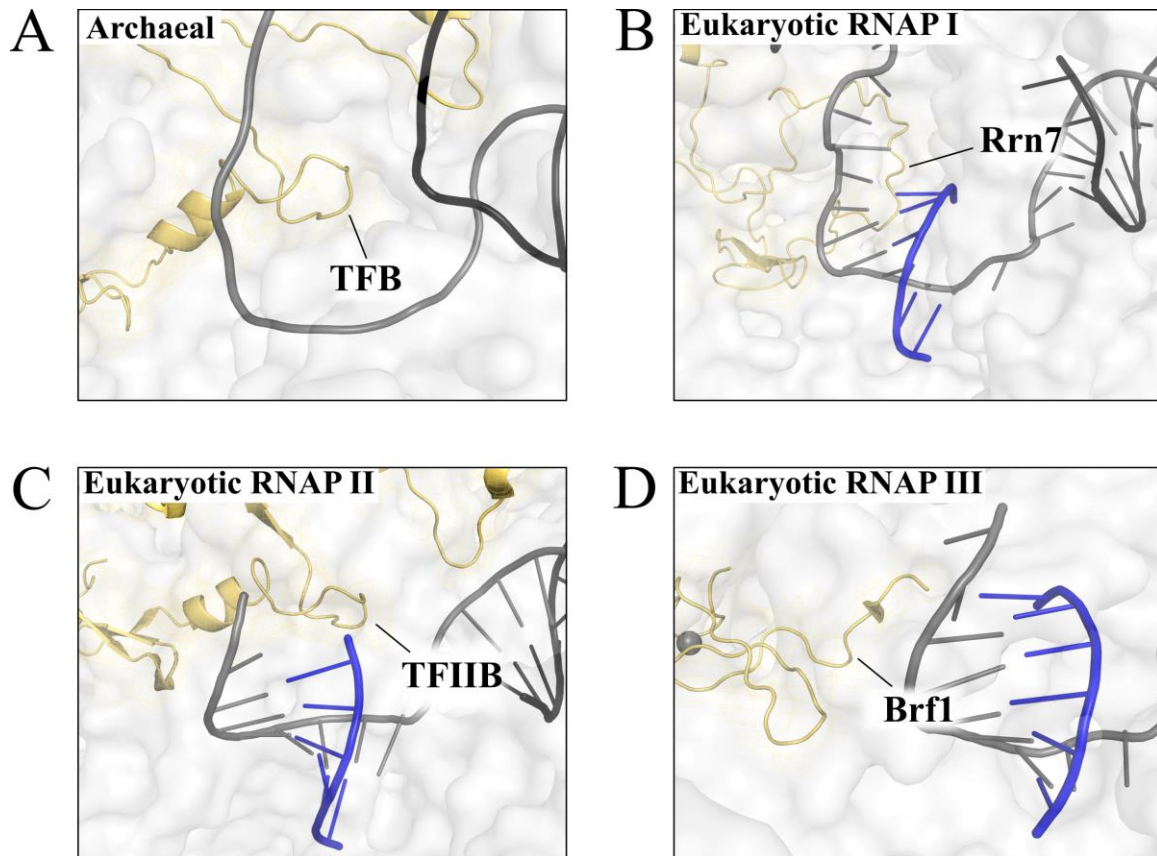 A
Archaeal
TFB
B
Eukaryotic RNAP I
Rrn7
C
Eukaryotic RNAP II
TFIIB
D
Eukaryotic RNAP III
Brf1